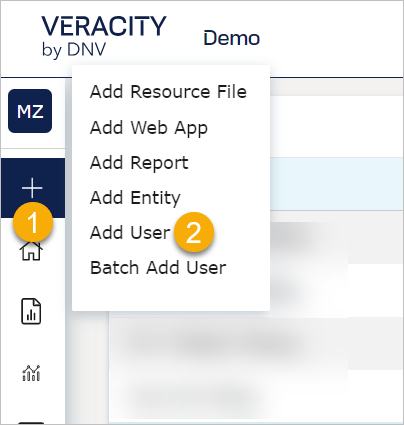 VERACITY
by DNV
Demo
MZ
Add Resource File
Add Web App
Add Report
Add Entity
1
Add User 2
Batch Add User